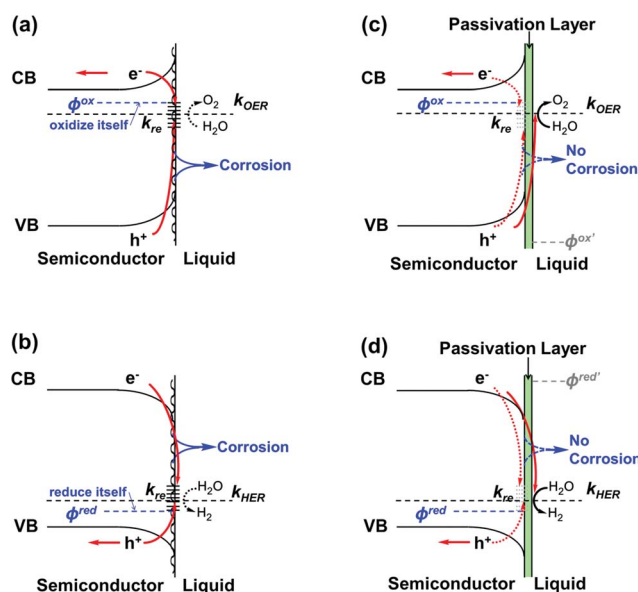 (a)
CB
e-
ϕox
oxidize itself
kre
O2
H2O
kOER
Corrosion
VB
h+
Semiconductor
Liquid
(c)
Passivation Layer
CB
e-
ϕox
kre
O2
H2O
kOER
No
Corrosion
VB
h+
ϕox'
Semiconductor
Liquid
(b)
CB
e-
Corrosion
reduce itself
kre
H2O
H2
kHER
ϕred
VB
h+
Semiconductor
Liquid
(d)
Passivation Layer
CB
e-
ϕred'
No
Corrosion
kre
H2O
H2
kHER
ϕred
VB
h+
Semiconductor
Liquid